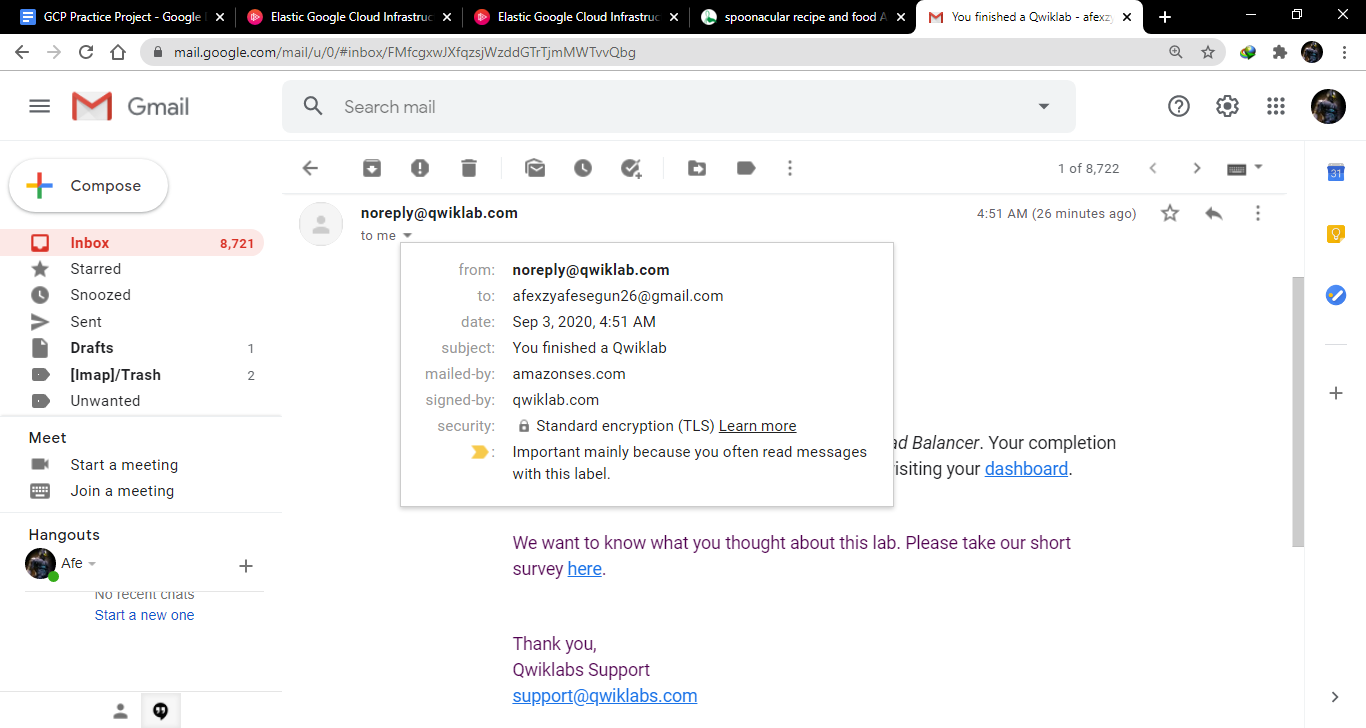 GCP Practice Project - Google
Elastic Google Cloud Infrastruc
Elastic Google Cloud Infrastruc
spoonacular recipe and food A
You finished a Qwiklab - afexzy
mail.google.com/mail/u/0/#inbox/FMfcgxwJXfqzsjWzddGTrTjmMWTvvQbg
Gmail
Search mail
Compose
1 of 8,722
31
noreply@qwiklab.com
4:51 AM (26 minutes ago)
to me
Inbox 8,721
Starred
Snoozed
Sent
Drafts 1
[Imap]/Trash 2
Unwanted
Meet
Start a meeting
Join a meeting
Hangouts
Afe
No recent chats
Start a new one
from: noreply@qwiklab.com
to: afexzyafesegun26@gmail.com
date: Sep 3, 2020, 4:51 AM
subject: You finished a Qwiklab
mailed-by: amazonses.com
signed-by: qwiklab.com
security: Standard encryption (TLS) Learn more
: Important mainly because you often read messages
with this label.
ad Balancer. Your completion
isiting your dashboard.
We want to know what you thought about this lab. Please take our short
survey here.
Thank you,
Qwiklabs Support
support@qwiklabs.com